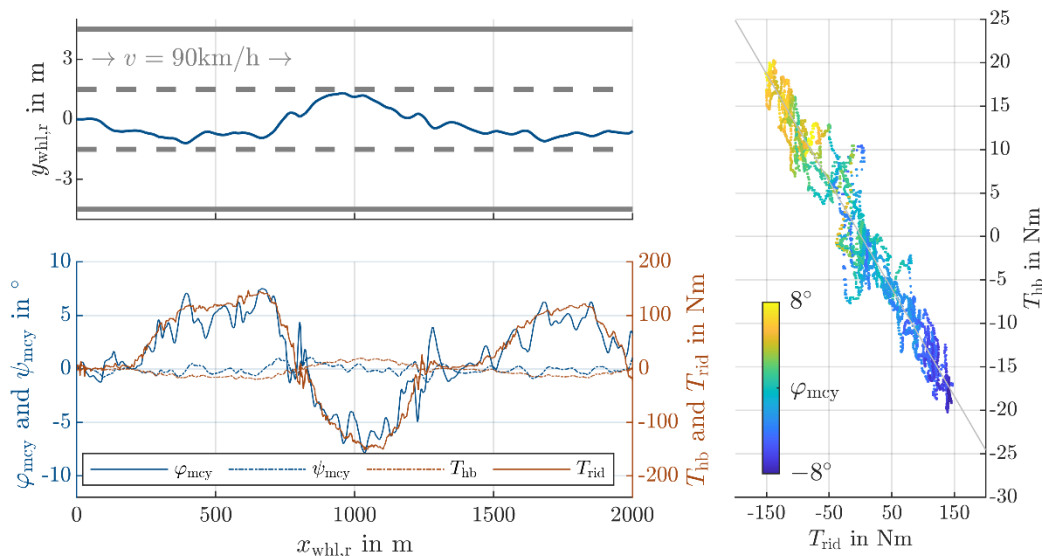 → v = 90km/h →
3
0
-3
y_whl,r in m
10
5
0
-5
-10
φ_mcy and ψ_mcy in °
200
100
0
-100
-200
T_hb and T_rid in Nm
φ_mcy ψ_mcy T_hb T_rid
0 500 1000 1500 2000
x_whl,r in m
25
20
15
10
5
0
-5
-10
-15
-20
-25
-30
T_hb in Nm
8°
φ_mcy
−8°
-150 -50 50 150
T_rid in Nm